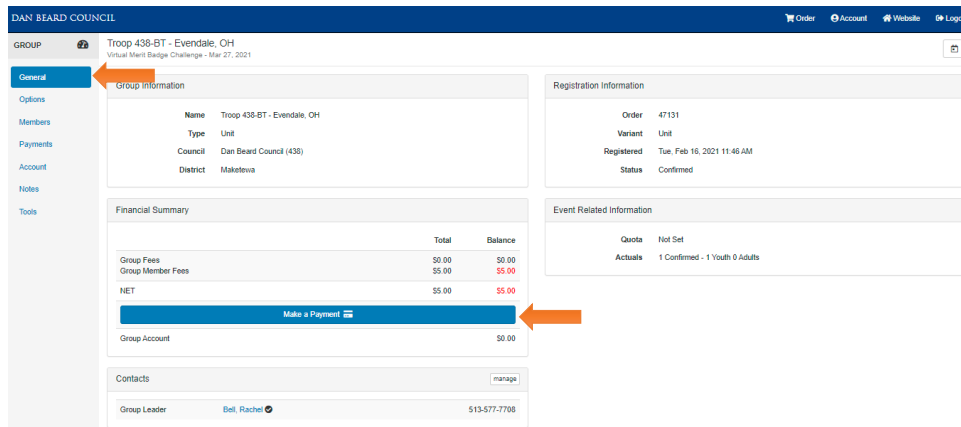 DAN BEARD COUNCIL
Order Account Website Logo
GROUP
General
Options
Members
Payments
Account
Notes
Tools
Troop 438-BT - Evendale, OH
Virtual Merit Badge Challenge - Mar 27, 2021
Group Information
Name Troop 438-BT - Evendale, OH
Type Unit
Council Dan Beard Council (438)
District Maketewa
Registration Information
Order 47131
Variant Unit
Registered Tue, Feb 16, 2021 11:46 AM
Status Confirmed
Financial Summary
Total Balance
Group Fees $0.00 $0.00
Group Member Fees $5.00 $5.00
NET $5.00 $5.00
Make a Payment
Group Account $0.00
Event Related Information
Quota Not Set
Actuals 1 Confirmed - 1 Youth 0 Adults
Contacts manage
Group Leader Bell, Rachel 513-577-7708